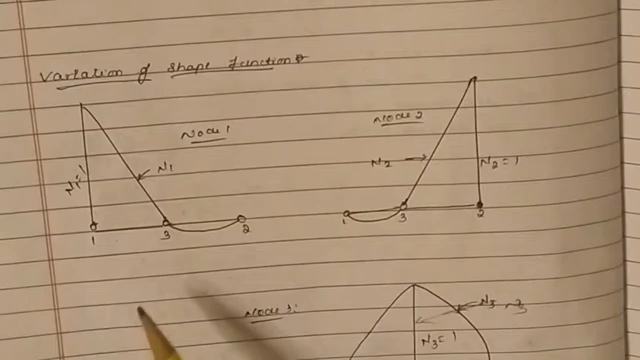 Variation of shape functions
Node 1
Node 2
N1=1
N1
N2
N2=1
1
3
2
1
3
2
Node 3:
N3
N3=1